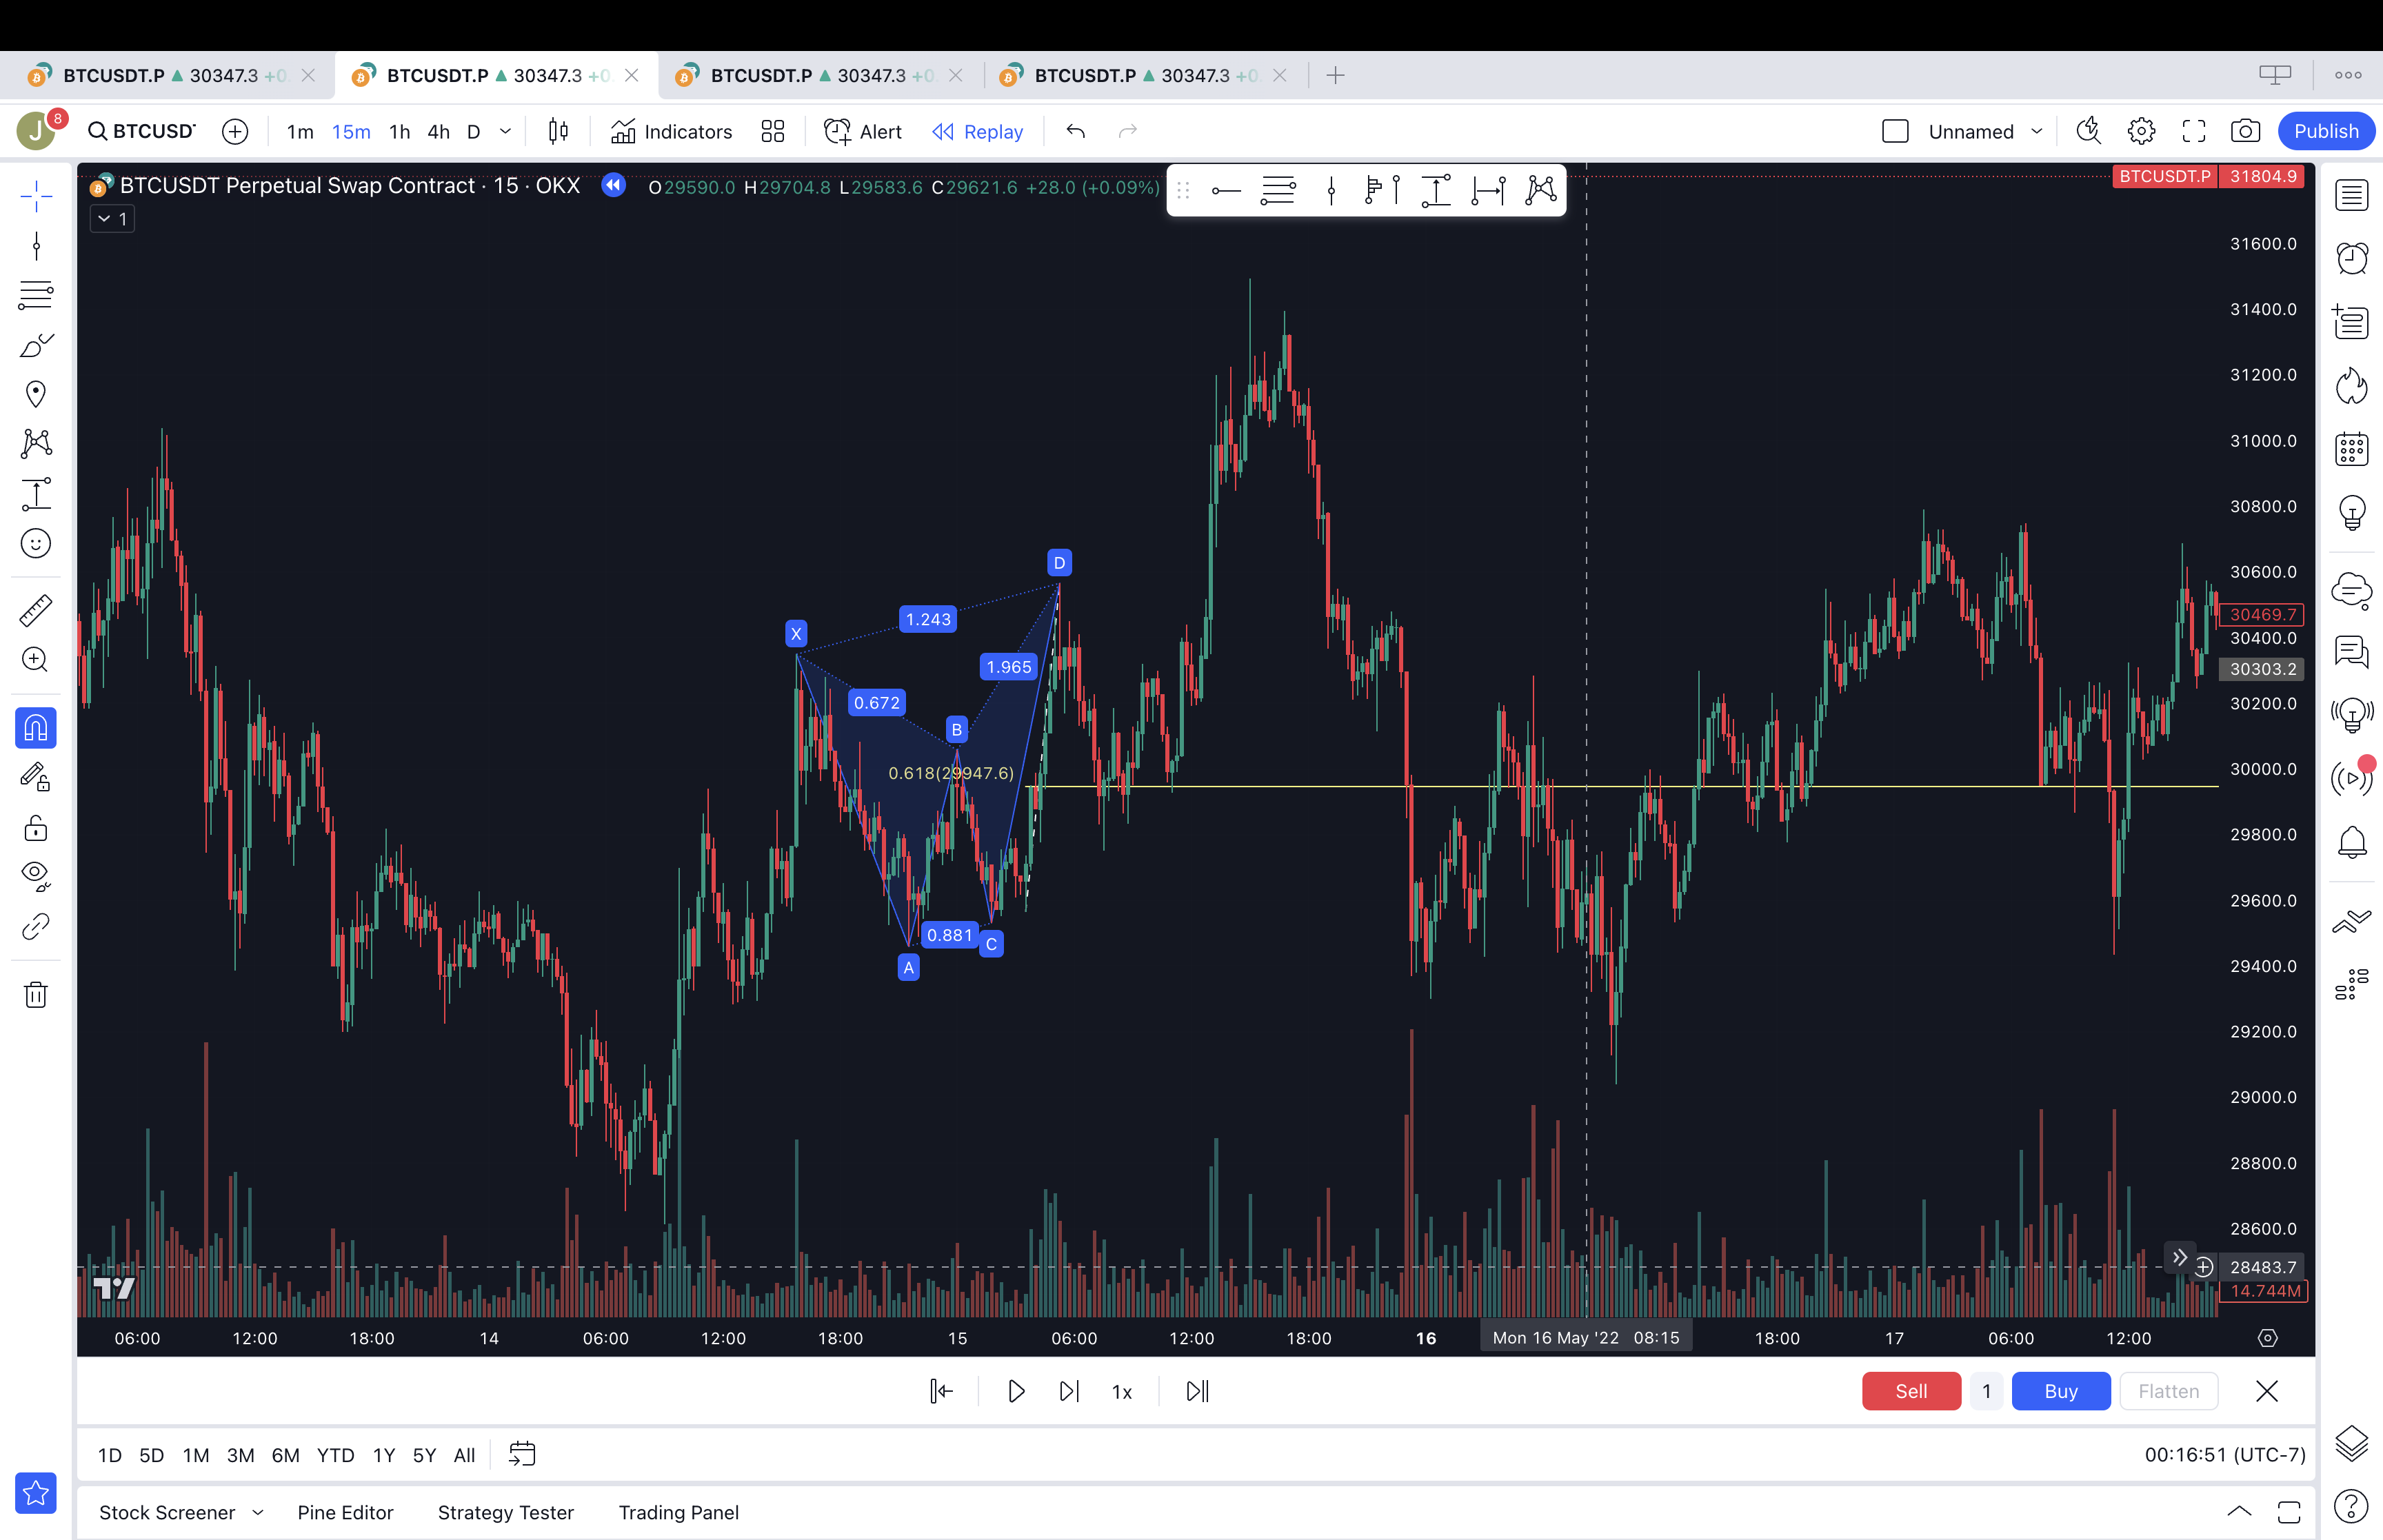 BTCUSDT.P 30347.3 +0. BTCUSDT.P 30347.3 +0. BTCUSDT.P 30347.3 +0. BTCUSDT.P 30347.3 +0.
J 8 BTCUSD 1m 15m 1h 4h D Indicators Alert Replay Unnamed Publish
BTCUSDT Perpetual Swap Contract · 15 · OKX O29590.0 H29704.8 L29583.6 C29621.6 +28.0 (+0.09%)
1
BTCUSDT.P 31804.9
31600.0
31400.0
31200.0
31000.0
30800.0
30600.0
30469.7
30400.0
30303.2
30200.0
30000.0
29800.0
29600.0
29400.0
29200.0
29000.0
28800.0
28600.0
28483.7
14.744M
D
1.243
X
1.965
0.672
B
0.618(29947.6)
0.881
C
A
06:00 12:00 18:00 14 06:00 12:00 18:00 15 06:00 12:00 18:00 16 Mon 16 May '22 08:15 18:00 17 06:00 12:00
1x Sell 1 Buy Flatten
1D 5D 1M 3M 6M YTD 1Y 5Y All 00:16:51 (UTC-7)
Stock Screener Pine Editor Strategy Tester Trading Panel